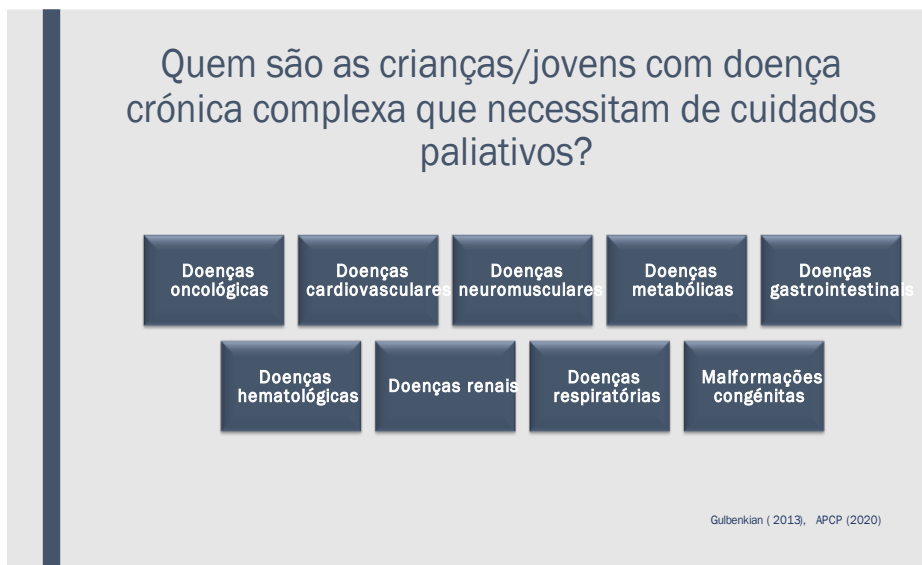 Quem são as crianças/jovens com doença
crónica complexa que necessitam de cuidados
paliativos?
Doenças
oncológicas
Doenças
cardiovasculares
Doenças
neuromusculares
Doenças
metabólicas
Doenças
gastrointestinais
Doenças
hematológicas
Doenças renais
Doenças
respiratórias
Malformações
congénitas
Gulbenkian ( 2013), APCP (2020)